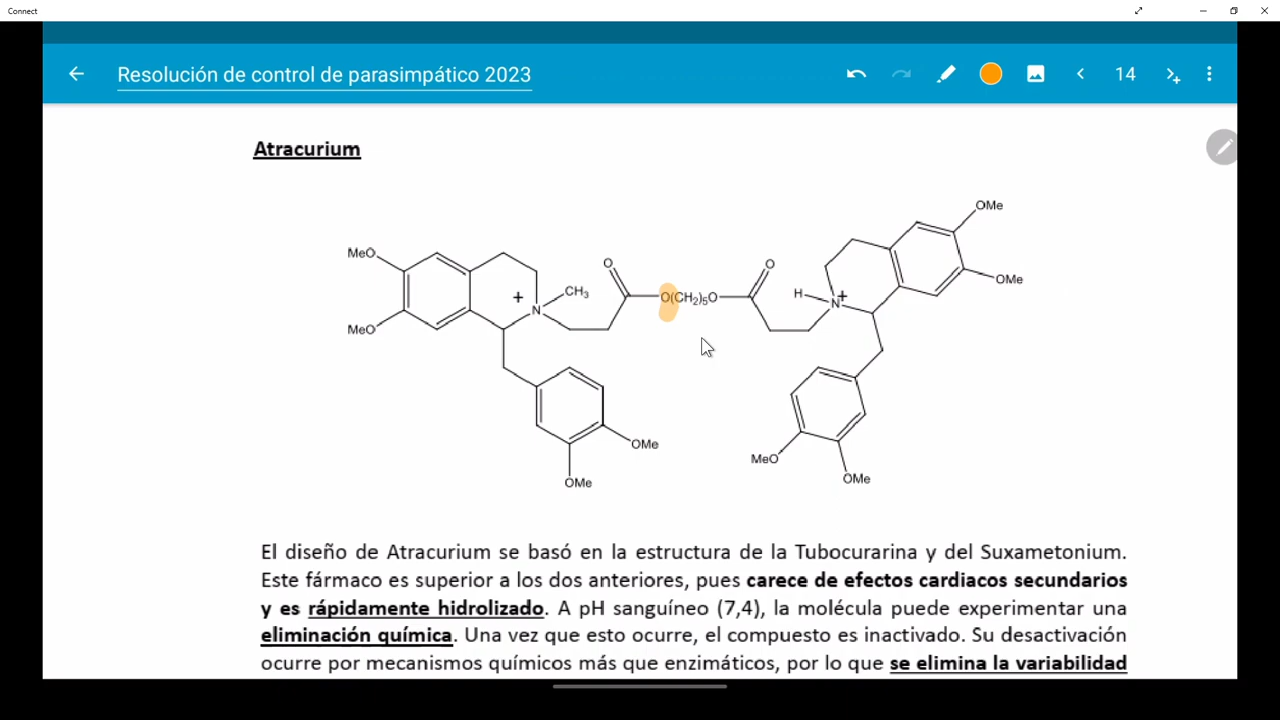 Connect
Resolución de control de parasimpático 2023
14
Atracurium
OMe
MeO
O
O
CH3
H
N
+
N
+
O(CH2)5O
OMe
MeO
OMe
MeO
OMe
OMe
El diseño de Atracurium se basó en la estructura de la Tubocurarina y del Suxametonium.
Este fármaco es superior a los dos anteriores, pues carece de efectos cardiacos secundarios
y es rápidamente hidrolizado. A pH sanguíneo (7,4), la molécula puede experimentar una
eliminación química. Una vez que esto ocurre, el compuesto es inactivado. Su desactivación
ocurre por mecanismos químicos más que enzimáticos, por lo que se elimina la variabilidad